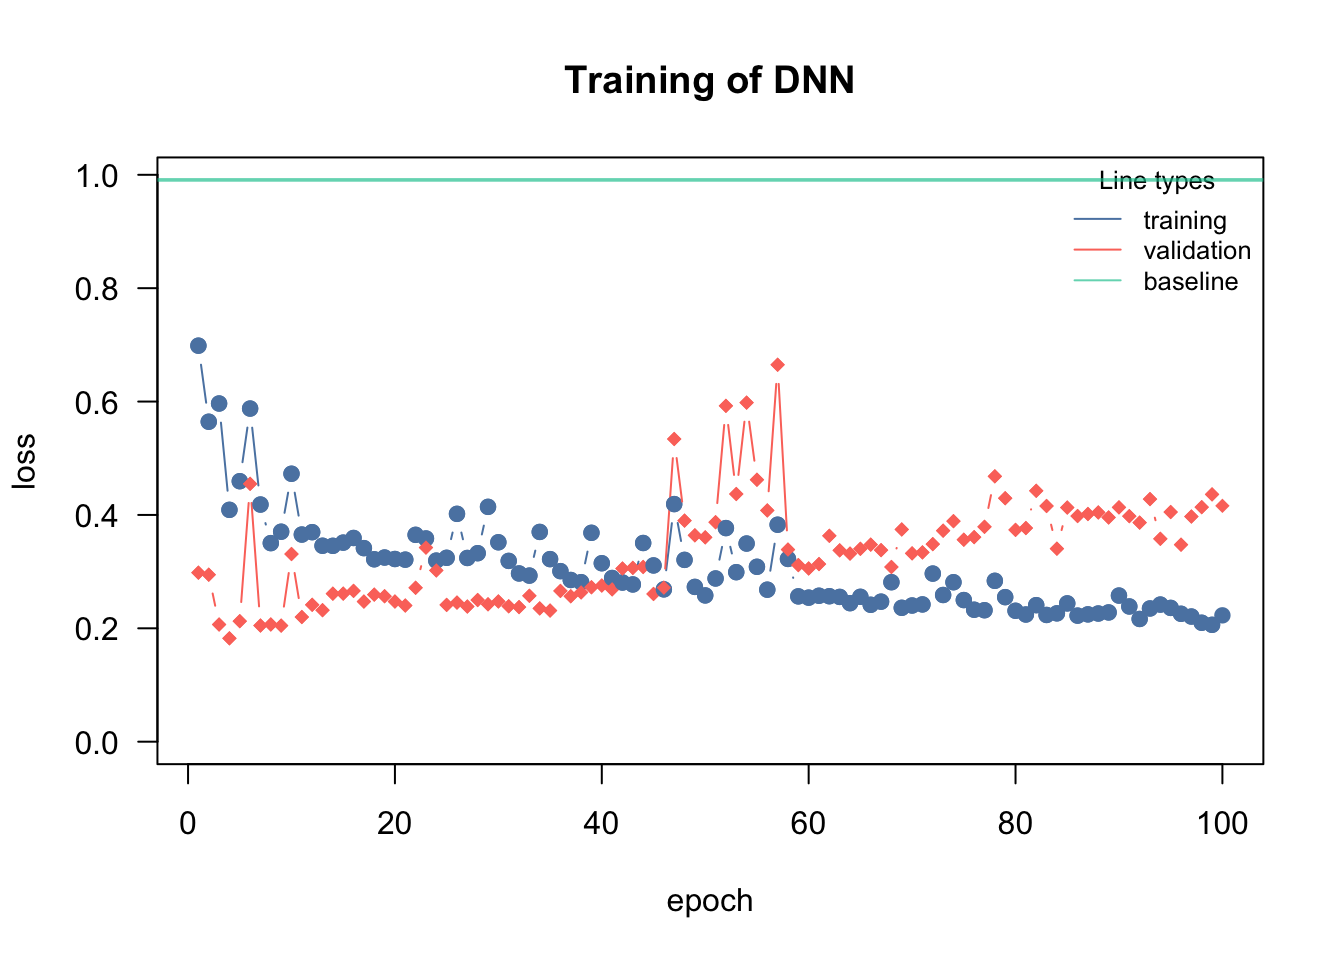 Training of DNN
1.0
0.8
0.6
0.4
0.2
0.0
loss
Line types
training
validation
baseline
0 20 40 60 80 100
epoch